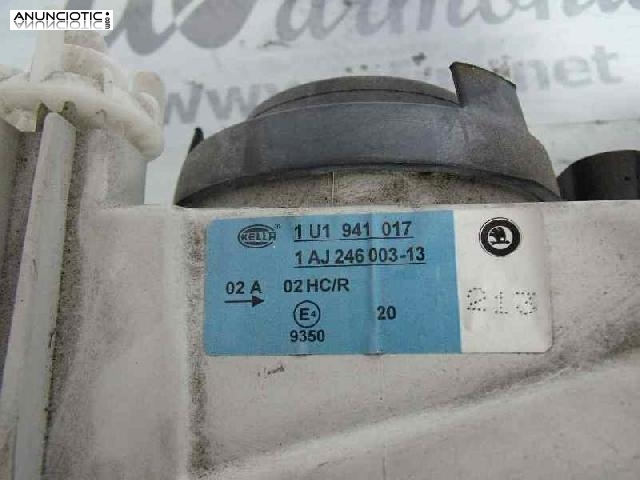 ANUNCIOTIC
HELLA
1 U1 941 017
1 AJ 246 003-13
02 A 02 HC/R
E4 20
9350
213